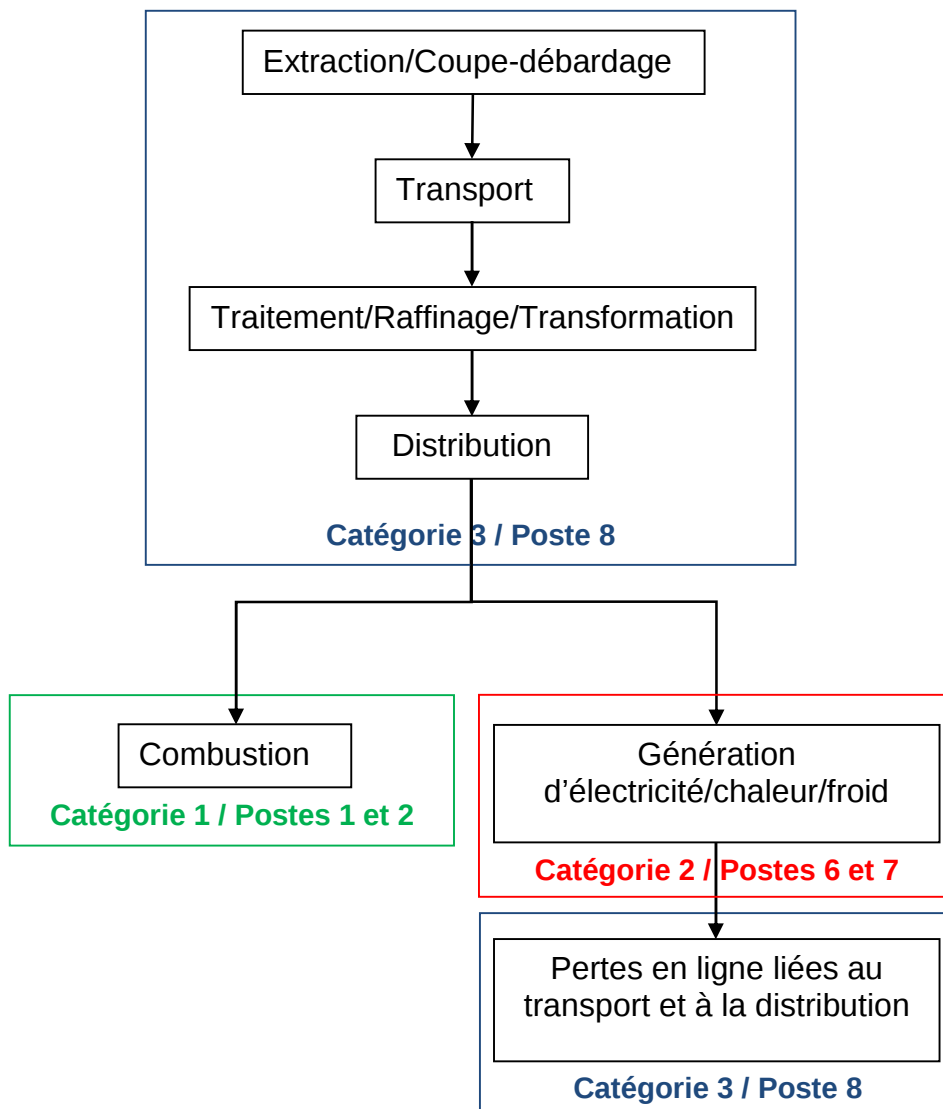 Extraction/Coupe-débardage
Transport
Traitement/Raffinage/Transformation
Distribution
Catégorie 3 / Poste 8
Combustion
Catégorie 1 / Postes 1 et 2
Génération
d’électricité/chaleur/froid
Catégorie 2 / Postes 6 et 7
Pertes en ligne liées au
transport et à la distribution
Catégorie 3 / Poste 8